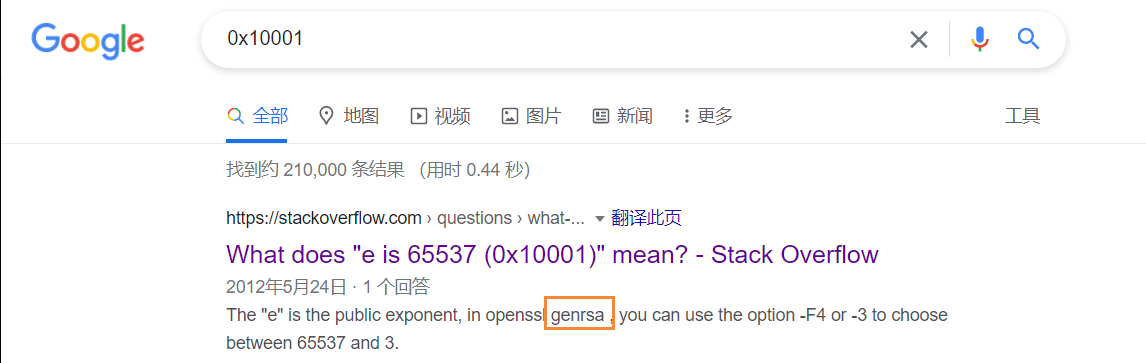 Google
0x10001
全部 地图 视频 图片 新闻 更多 工具
找到约 210,000 条结果 （用时 0.44 秒）
https://stackoverflow.com › questions › what-... 翻译此页
What does "e is 65537 (0x10001)" mean? - Stack Overflow
2012年5月24日 · 1 个回答
The "e" is the public exponent, in openssl genrsa , you can use the option -F4 or -3 to choose
between 65537 and 3.